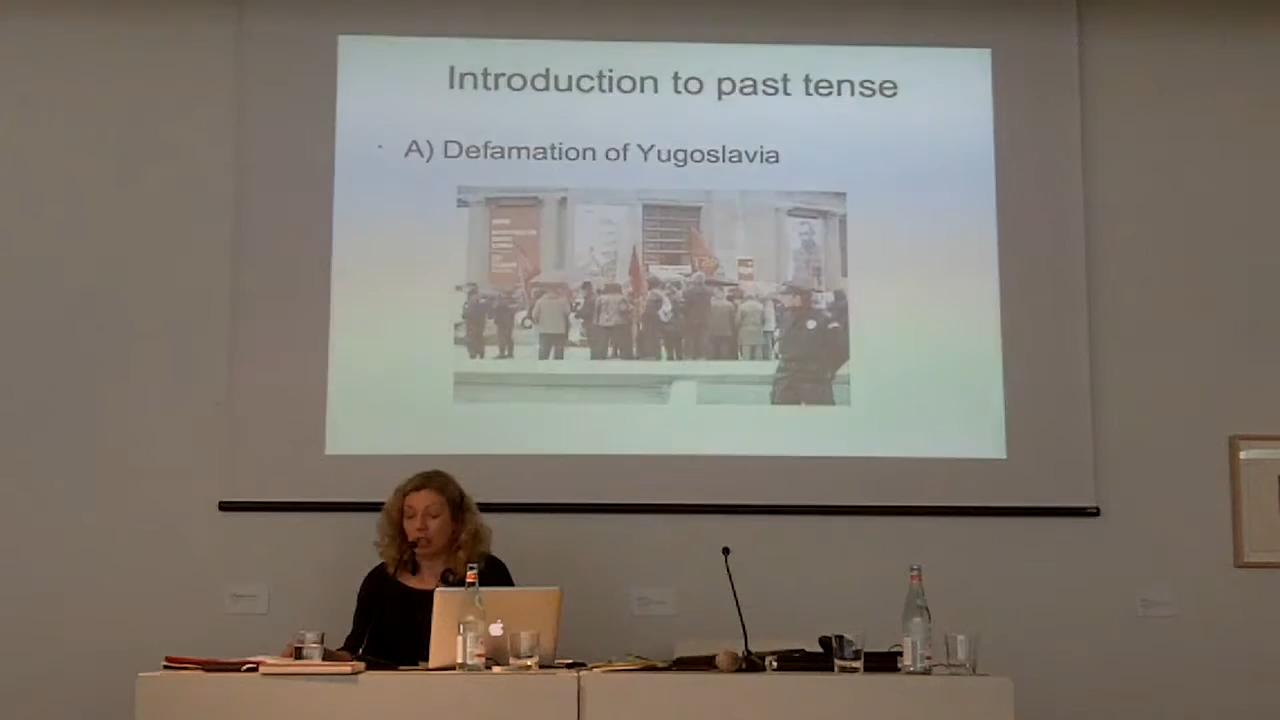 Introduction to past tense
· A) Defamation of Yugoslavia